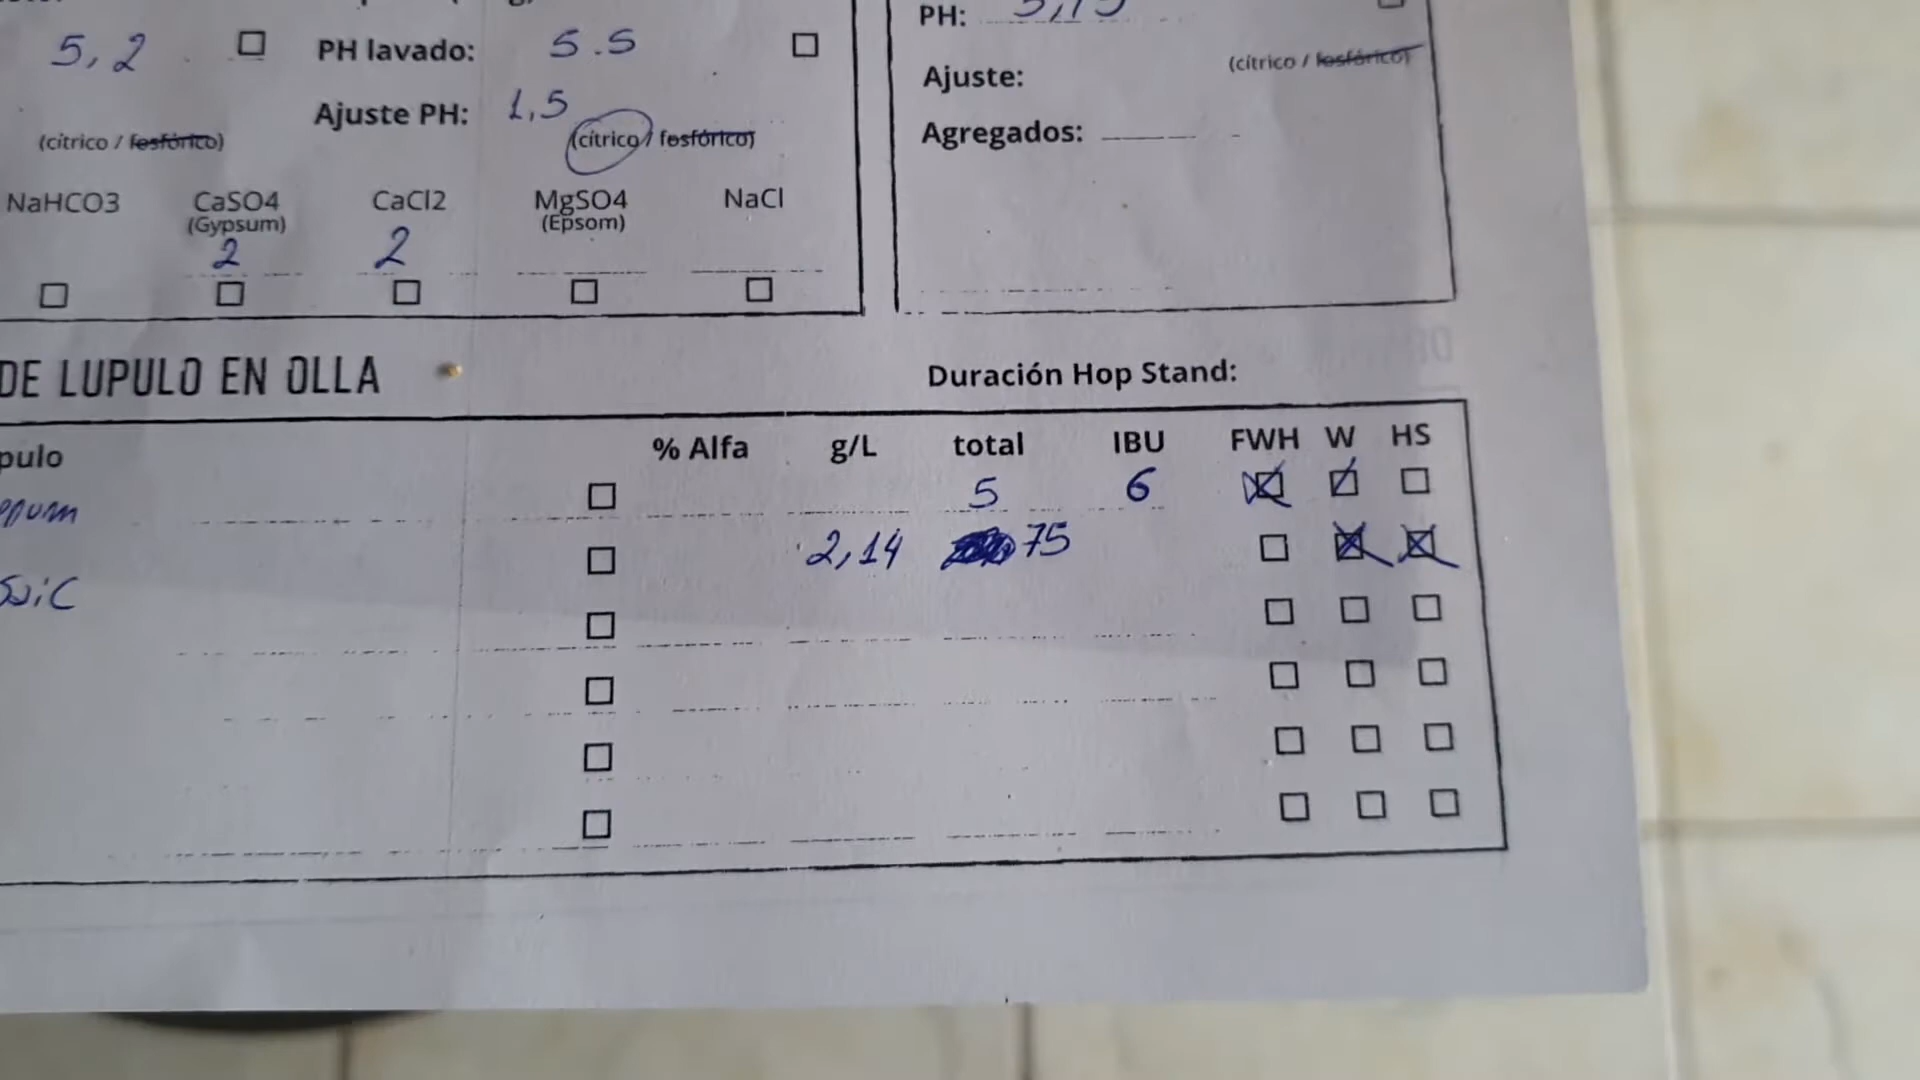 5,2
PH lavado: 5.5
Ajuste PH: 1,5
(cítrico / fosfórico)
(cítrico / fosfórico)
NaHCO3 CaSO4 CaCl2 MgSO4 NaCl
(Gypsum) (Epsom)
2 2
PH:
(cítrico / fosfórico)
Ajuste:
Agregados:
DE LUPULO EN OLLA
Duración Hop Stand:
pulo % Alfa g/L total IBU FWH W HS
5 6
2,14 75